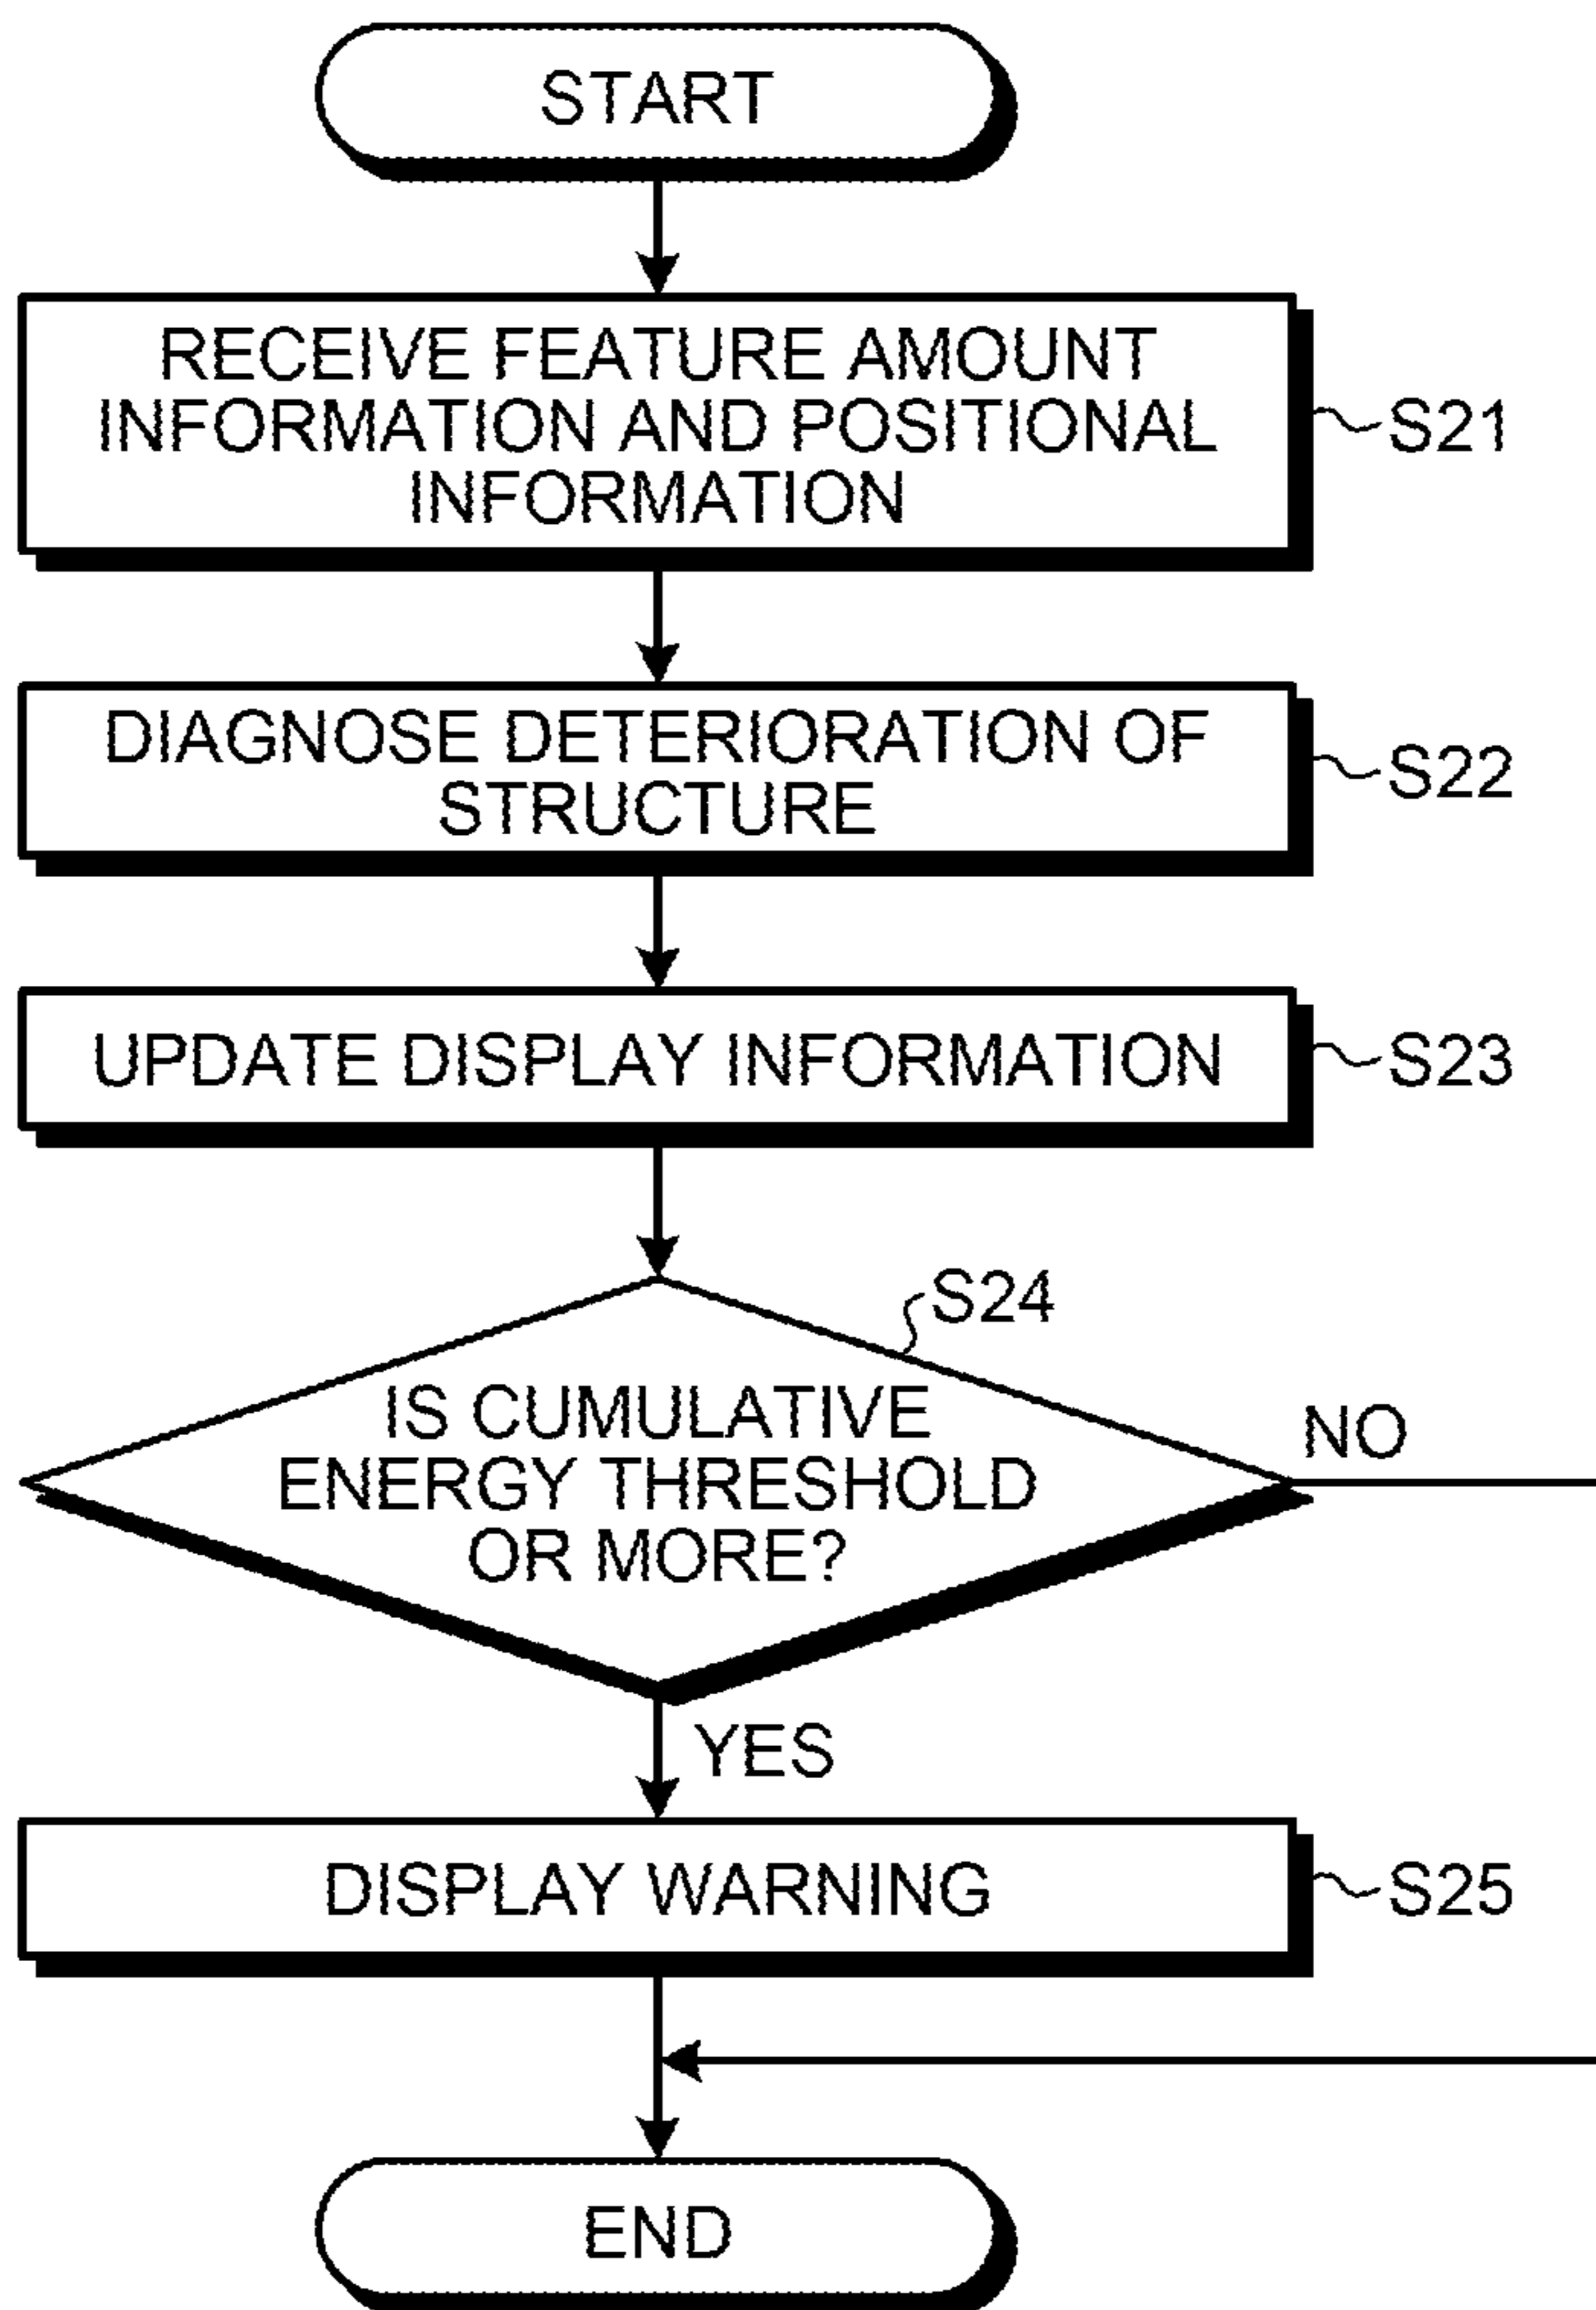 START
RECEIVE FEATURE AMOUNT
INFORMATION AND POSITIONAL
INFORMATION
S21
DIAGNOSE DETERIORATION OF
STRUCTURE
S22
UPDATE DISPLAY INFORMATION
S23
S24
IS CUMULATIVE
ENERGY THRESHOLD
OR MORE?
NO
YES
DISPLAY WARNING
S25
END